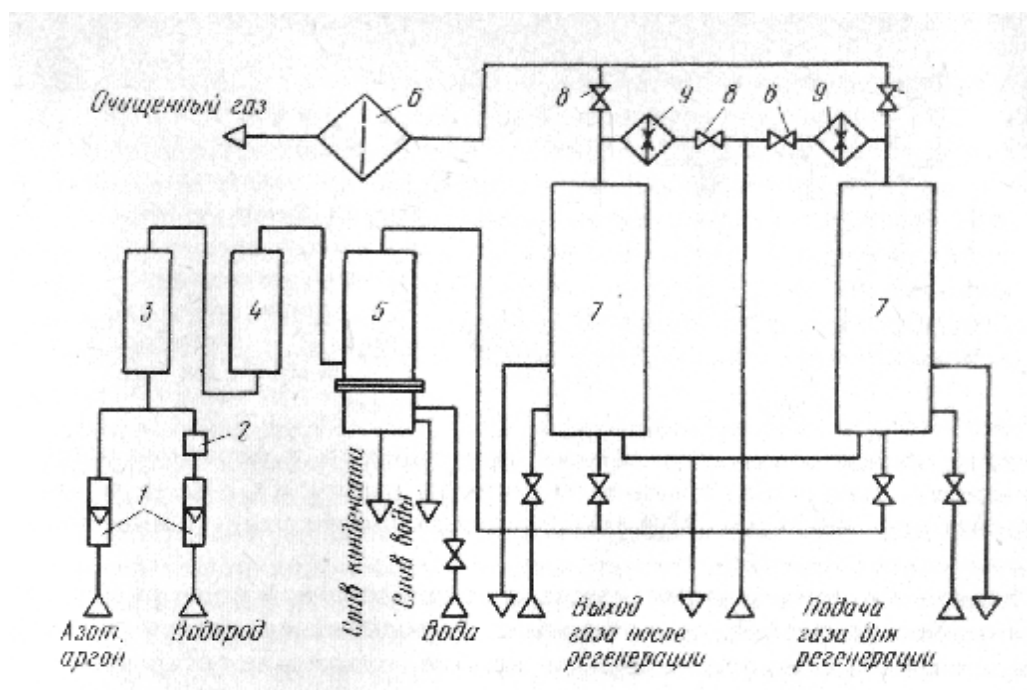 Очищенный газ
6
8
9
8
8
9
3
4
5
7
7
2
1
Слив конденсата
Слив воды
Азот,
аргон
Водород
Вода
Выход
газа после
регенерации
Подача
газа для
регенерации